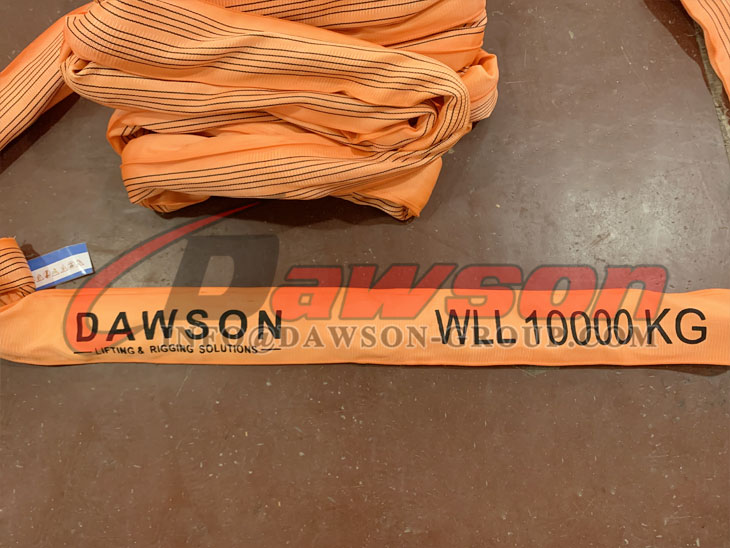 Dawson
DAWSON
LIFTING & RIGGING SOLUTIONS
WLL 10000 KG
INFO@DAWSON-GROUP.COM